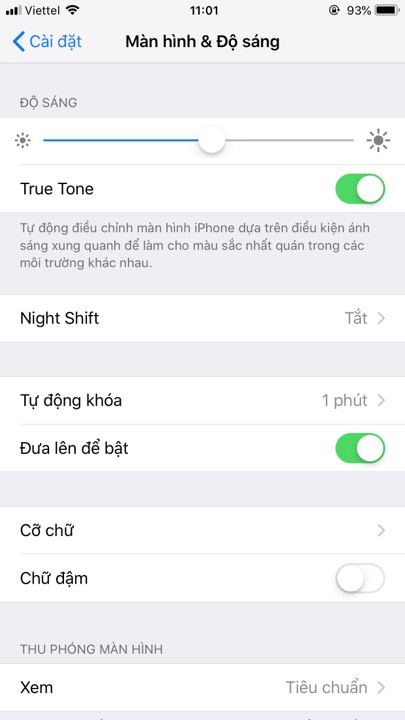 Viettel 11:01 93%
Cài đặt Màn hình & Độ sáng
ĐỘ SÁNG
True Tone
Tự động điều chỉnh màn hình iPhone dựa trên điều kiện ánh
sáng xung quanh để làm cho màu sắc nhất quán trong các
môi trường khác nhau.
Night Shift Tắt
Tự động khóa 1 phút
Đưa lên để bật
Cỡ chữ
Chữ đậm
THU PHÓNG MÀN HÌNH
Xem Tiêu chuẩn